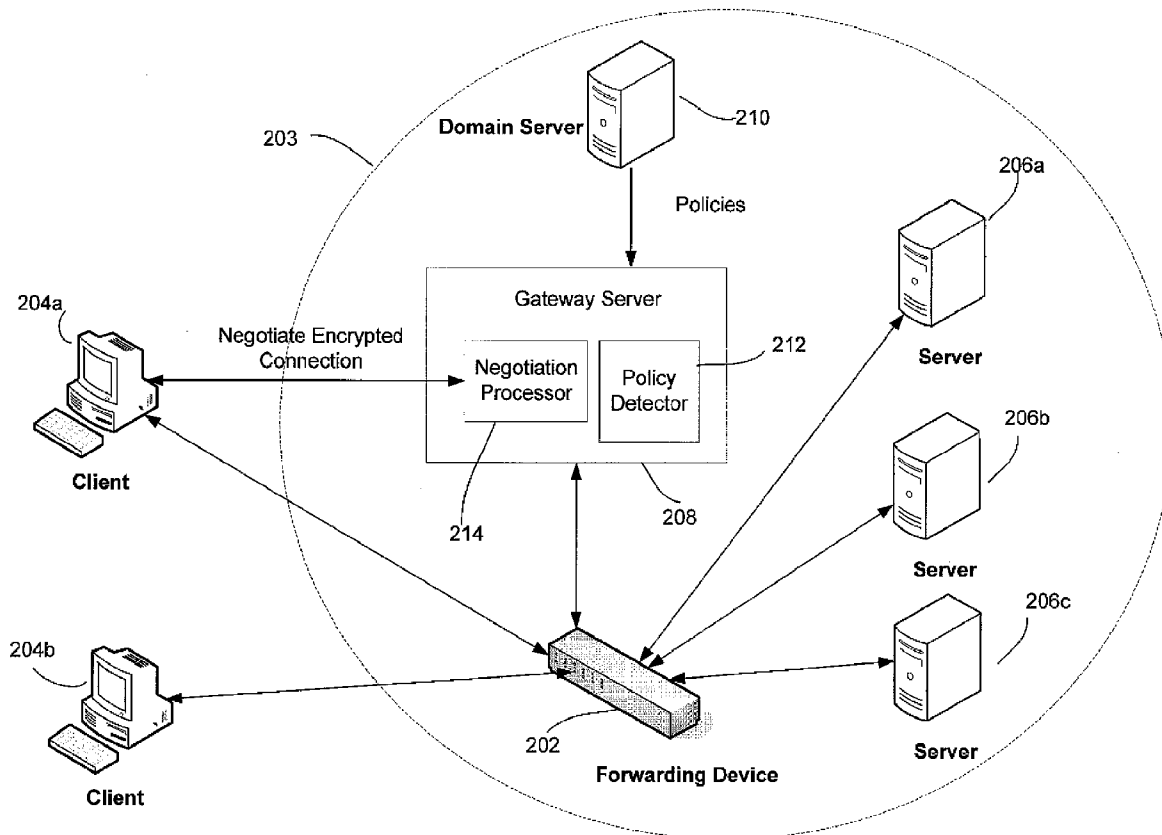 210
Domain Server
203
206a
Policies
Gateway Server
204a
Negotiate Encrypted
Connection
212
Negotiation
Processor
Policy
Detector
Server
206b
Client
214
208
Server
206c
204b
202
Server
Forwarding Device
Client